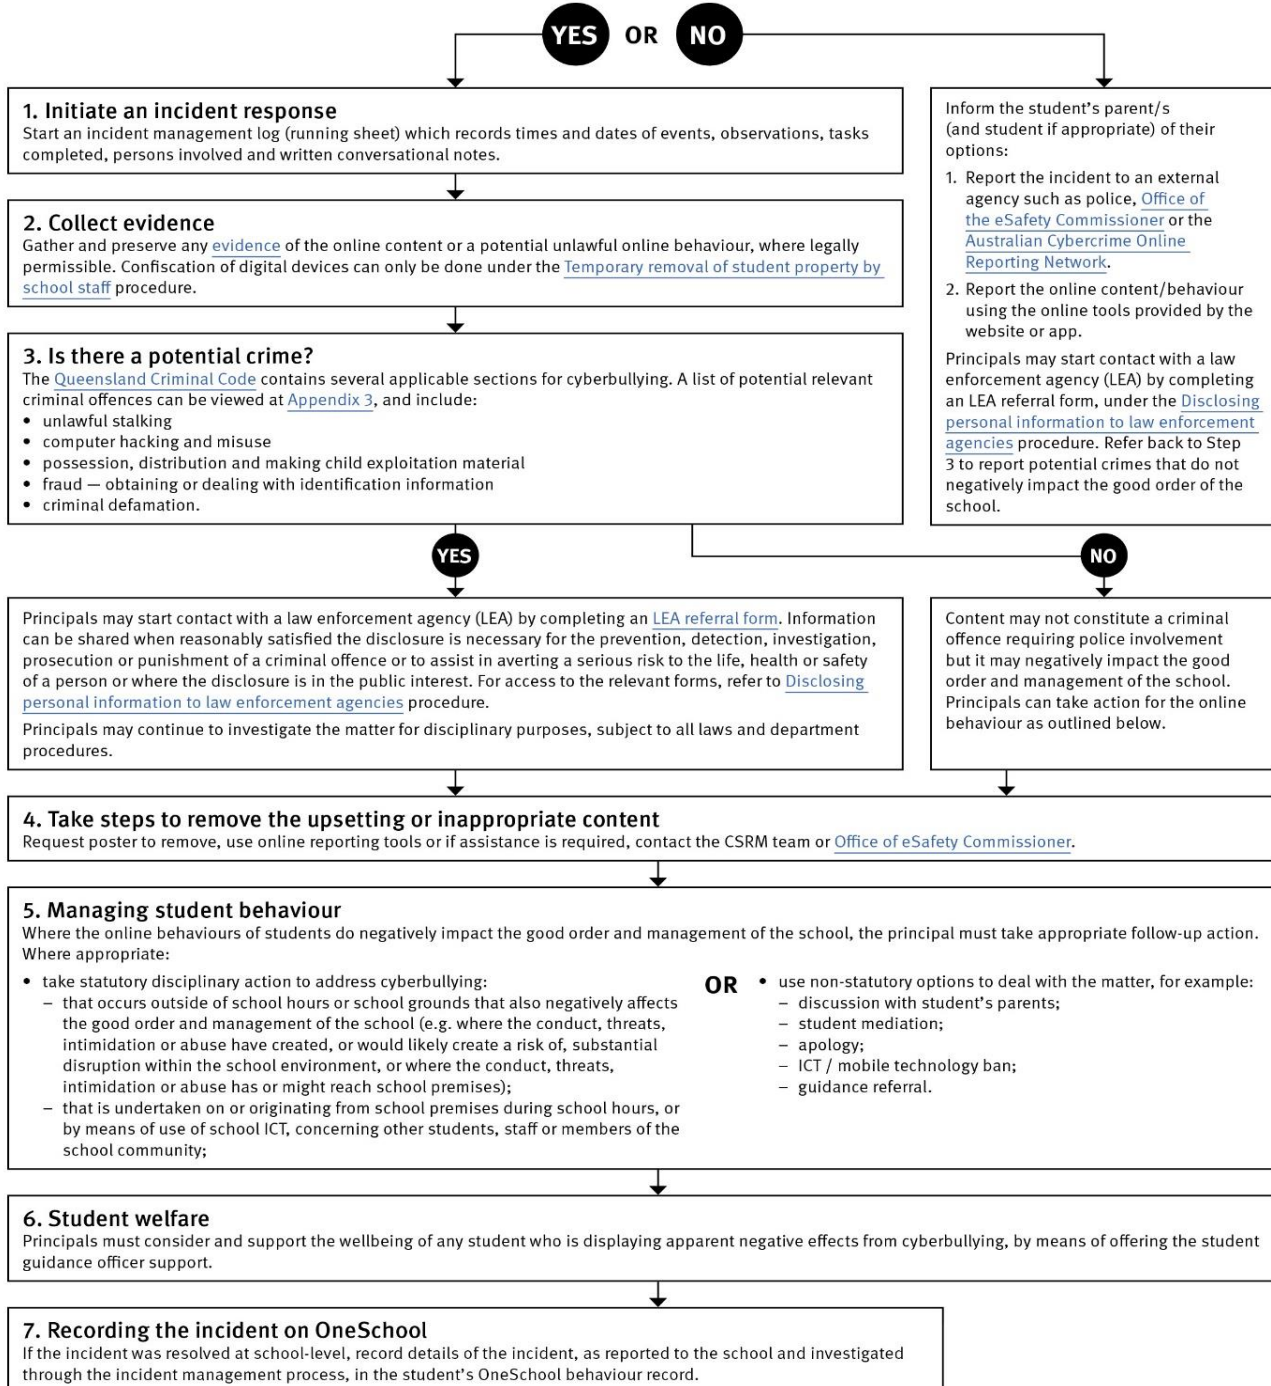 YES OR NO
1. Initiate an incident response
Start an incident management log (running sheet) which records times and dates of events, observations, tasks
completed, persons involved and written conversational notes.
2. Collect evidence
Gather and preserve any evidence of the online content or a potential unlawful online behaviour, where legally
permissible. Confiscation of digital devices can only be done under the Temporary removal of student property by
school staff procedure.
3. Is there a potential crime?
The Queensland Criminal Code contains several applicable sections for cyberbullying. A list of potential relevant
criminal offences can be viewed at Appendix 3, and include:
• unlawful stalking
• computer hacking and misuse
• possession, distribution and making child exploitation material
• fraud — obtaining or dealing with identification information
• criminal defamation.
Inform the student's parent/s
(and student if appropriate) of their
options:
1. Report the incident to an external
agency such as police, Office of
the eSafety Commissioner or the
Australian Cybercrime Online
Reporting Network.
2. Report the online content/behaviour
using the online tools provided by the
website or app.
Principals may start contact with a law
enforcement agency (LEA) by completing
an LEA referral form, under the Disclosing
personal information to law enforcement
agencies procedure. Refer back to Step
3 to report potential crimes that do not
negatively impact the good order of the
school.
YES
NO
Principals may start contact with a law enforcement agency (LEA) by completing an LEA referral form. Information
can be shared when reasonably satisfied the disclosure is necessary for the prevention, detection, investigation,
prosecution or punishment of a criminal offence or to assist in averting a serious risk to the life, health or safety
of a person or where the disclosure is in the public interest. For access to the relevant forms, refer to Disclosing
personal information to law enforcement agencies procedure.
Principals may continue to investigate the matter for disciplinary purposes, subject to all laws and department
procedures.
Content may not constitute a criminal
offence requiring police involvement
but it may negatively impact the good
order and management of the school.
Principals can take action for the online
behaviour as outlined below.
4. Take steps to remove the upsetting or inappropriate content
Request poster to remove, use online reporting tools or if assistance is required, contact the CSRM team or Office of eSafety Commissioner.
5. Managing student behaviour
Where the online behaviours of students do negatively impact the good order and management of the school, the principal must take appropriate follow-up action.
Where appropriate:
• take statutory disciplinary action to address cyberbullying:
– that occurs outside of school hours or school grounds that also negatively affects
the good order and management of the school (e.g. where the conduct, threats,
intimidation or abuse have created, or would likely create a risk of, substantial
disruption within the school environment, or where the conduct, threats,
intimidation or abuse has or might reach school premises);
– that is undertaken on or originating from school premises during school hours, or
by means of use of school ICT, concerning other students, staff or members of the
school community;
OR
• use non-statutory options to deal with the matter, for example:
– discussion with student's parents;
– student mediation;
– apology;
– ICT / mobile technology ban;
– guidance referral.
6. Student welfare
Principals must consider and support the wellbeing of any student who is displaying apparent negative effects from cyberbullying, by means of offering the student
guidance officer support.
7. Recording the incident on OneSchool
If the incident was resolved at school-level, record details of the incident, as reported to the school and investigated
through the incident management process, in the student's OneSchool behaviour record.